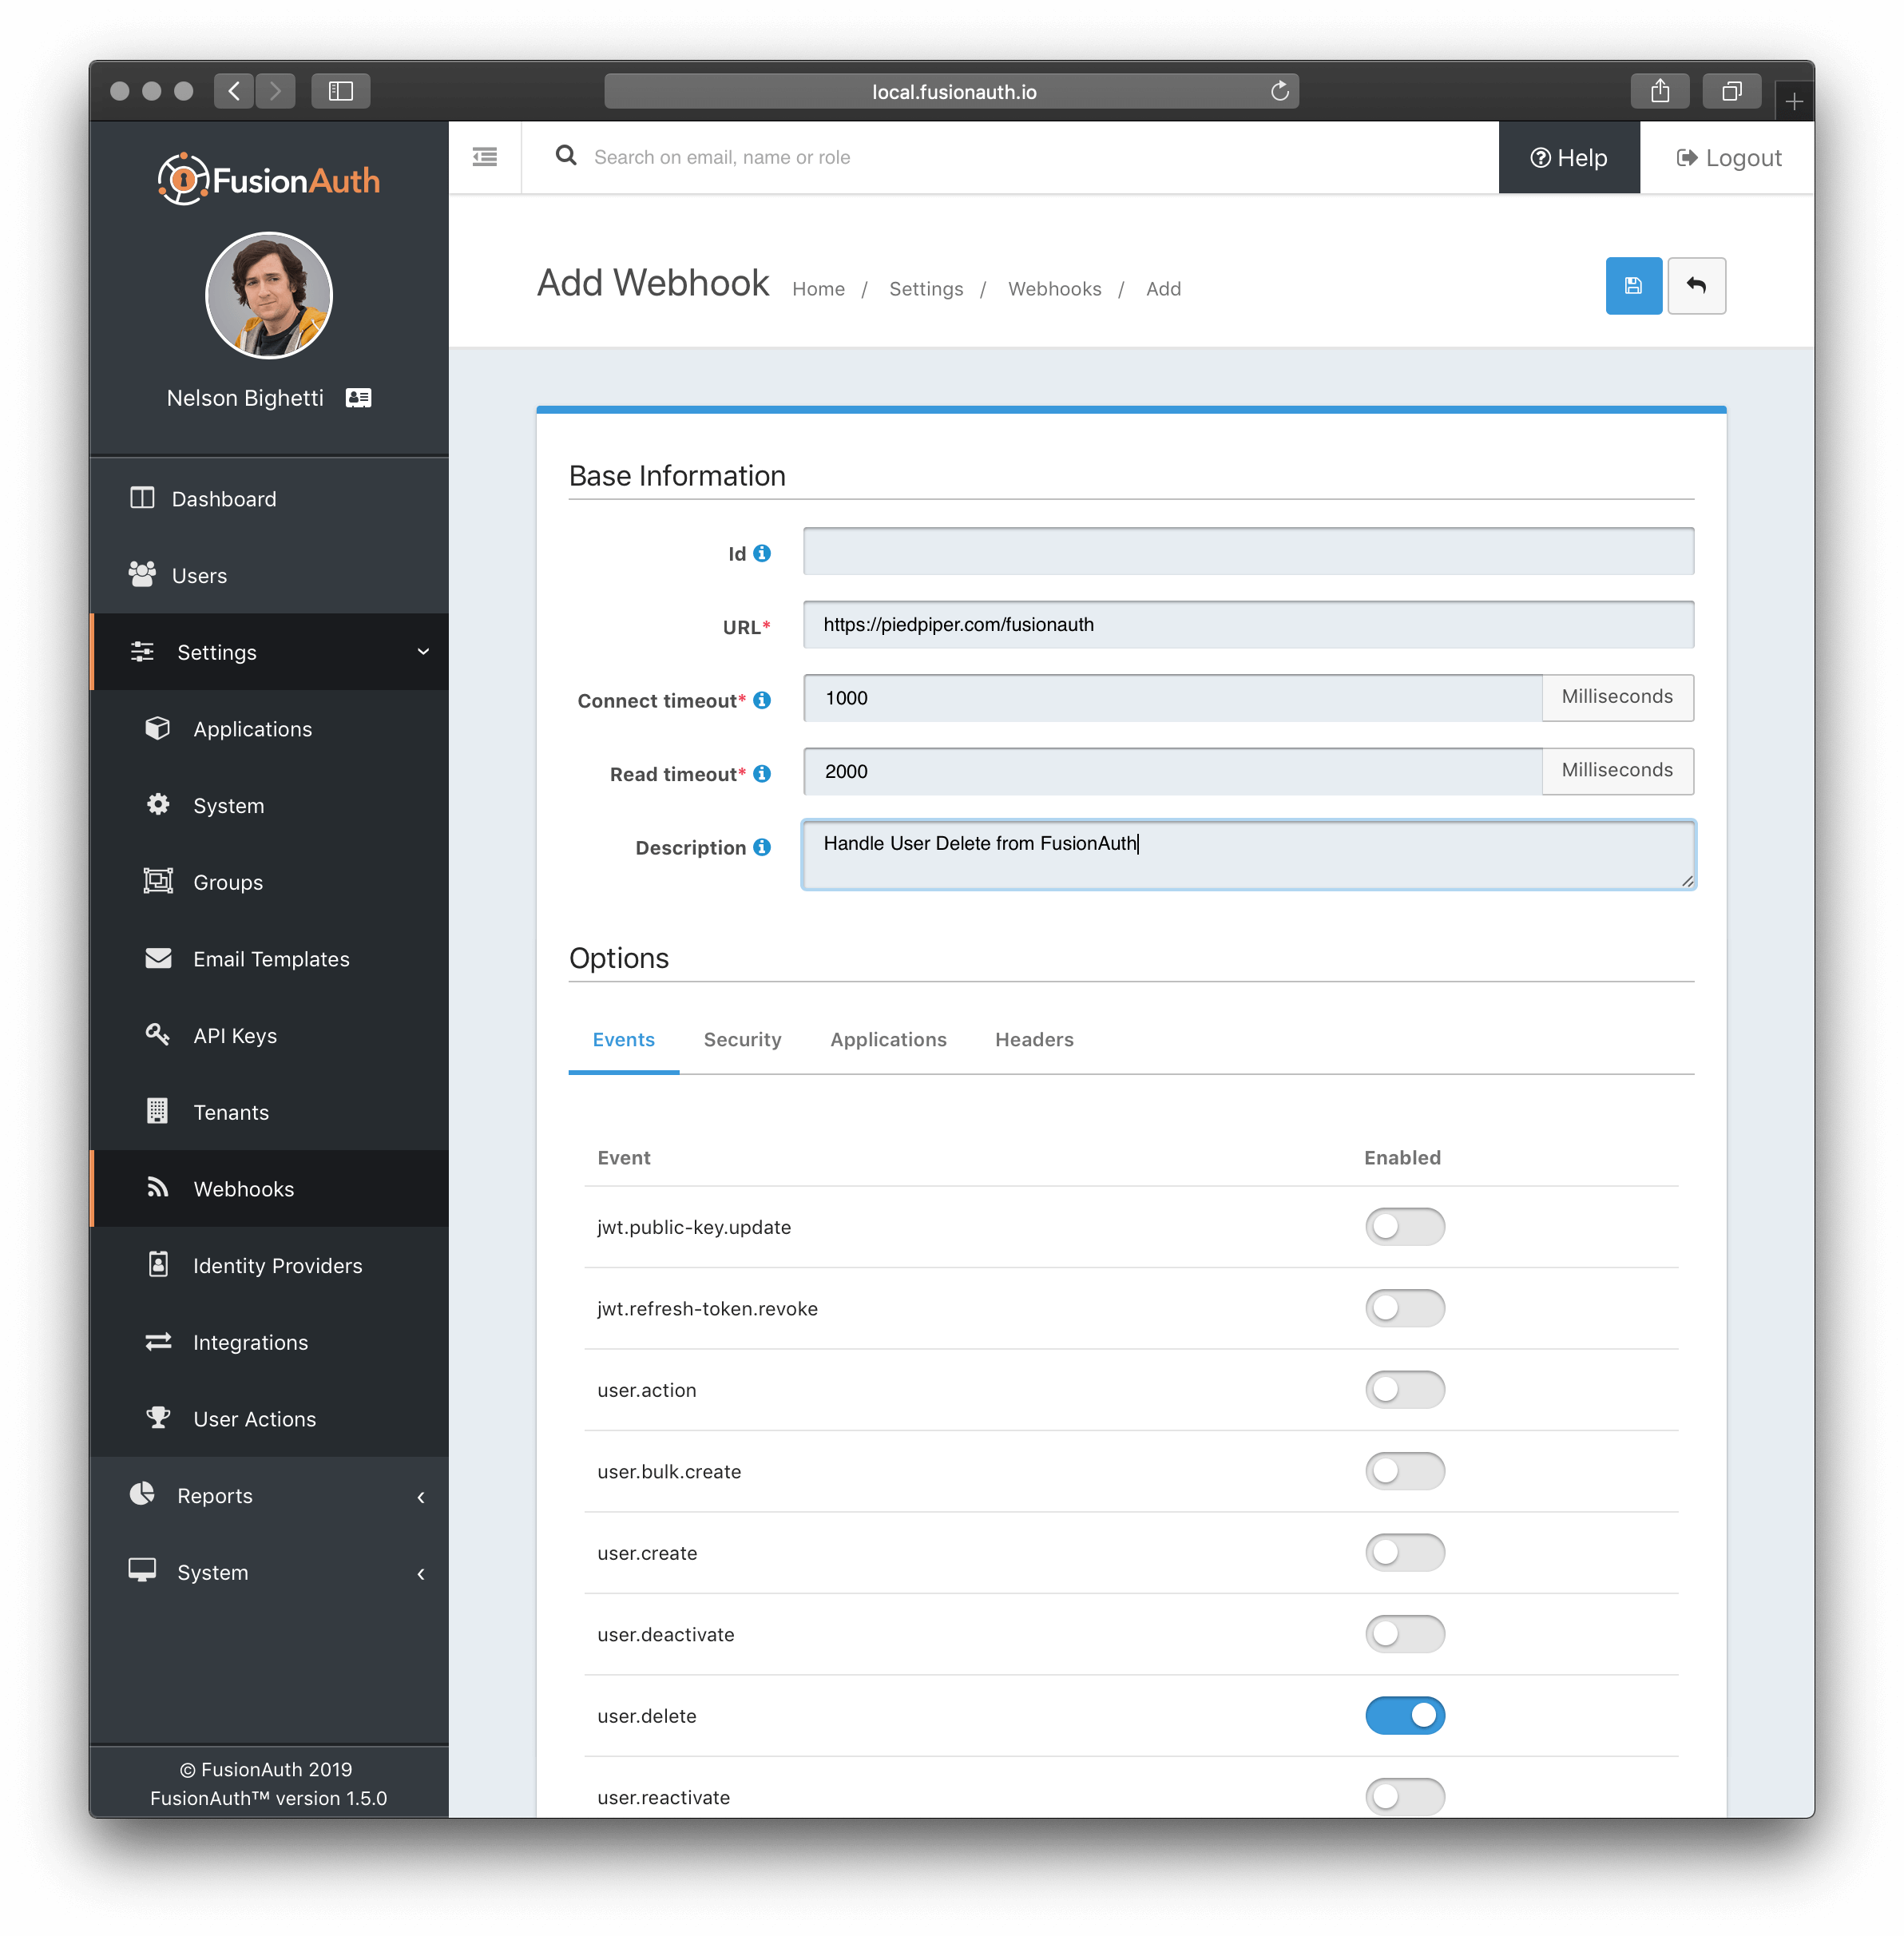 local.fusionauth.io
FusionAuth
Search on email, name or role
Help
Logout
Nelson Bighetti
Add Webhook
Home / Settings / Webhooks / Add
Dashboard
Users
Settings
Applications
System
Groups
Email Templates
API Keys
Tenants
Webhooks
Identity Providers
Integrations
User Actions
Reports
System
© FusionAuth 2019
FusionAuth™ version 1.5.0
Base Information
Id
URL* https://piedpiper.com/fusionauth
Connect timeout* 1000 Milliseconds
Read timeout* 2000 Milliseconds
Description Handle User Delete from FusionAuth
Options
Events Security Applications Headers
Event Enabled
jwt.public-key.update
jwt.refresh-token.revoke
user.action
user.bulk.create
user.create
user.deactivate
user.delete
user.reactivate